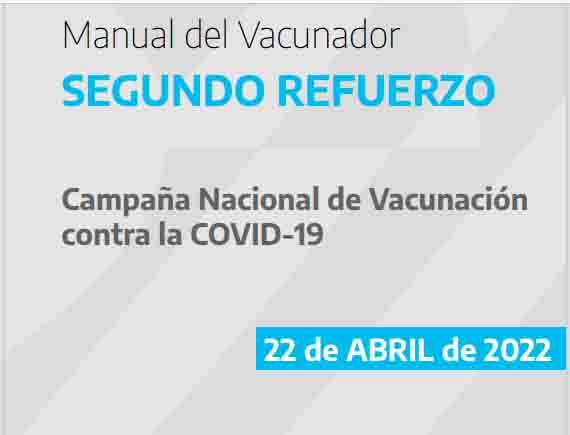 Manual del Vacunador
SEGUNDO REFUERZO
Campaña Nacional de Vacunación
contra la COVID-19
22 de ABRIL de 2022